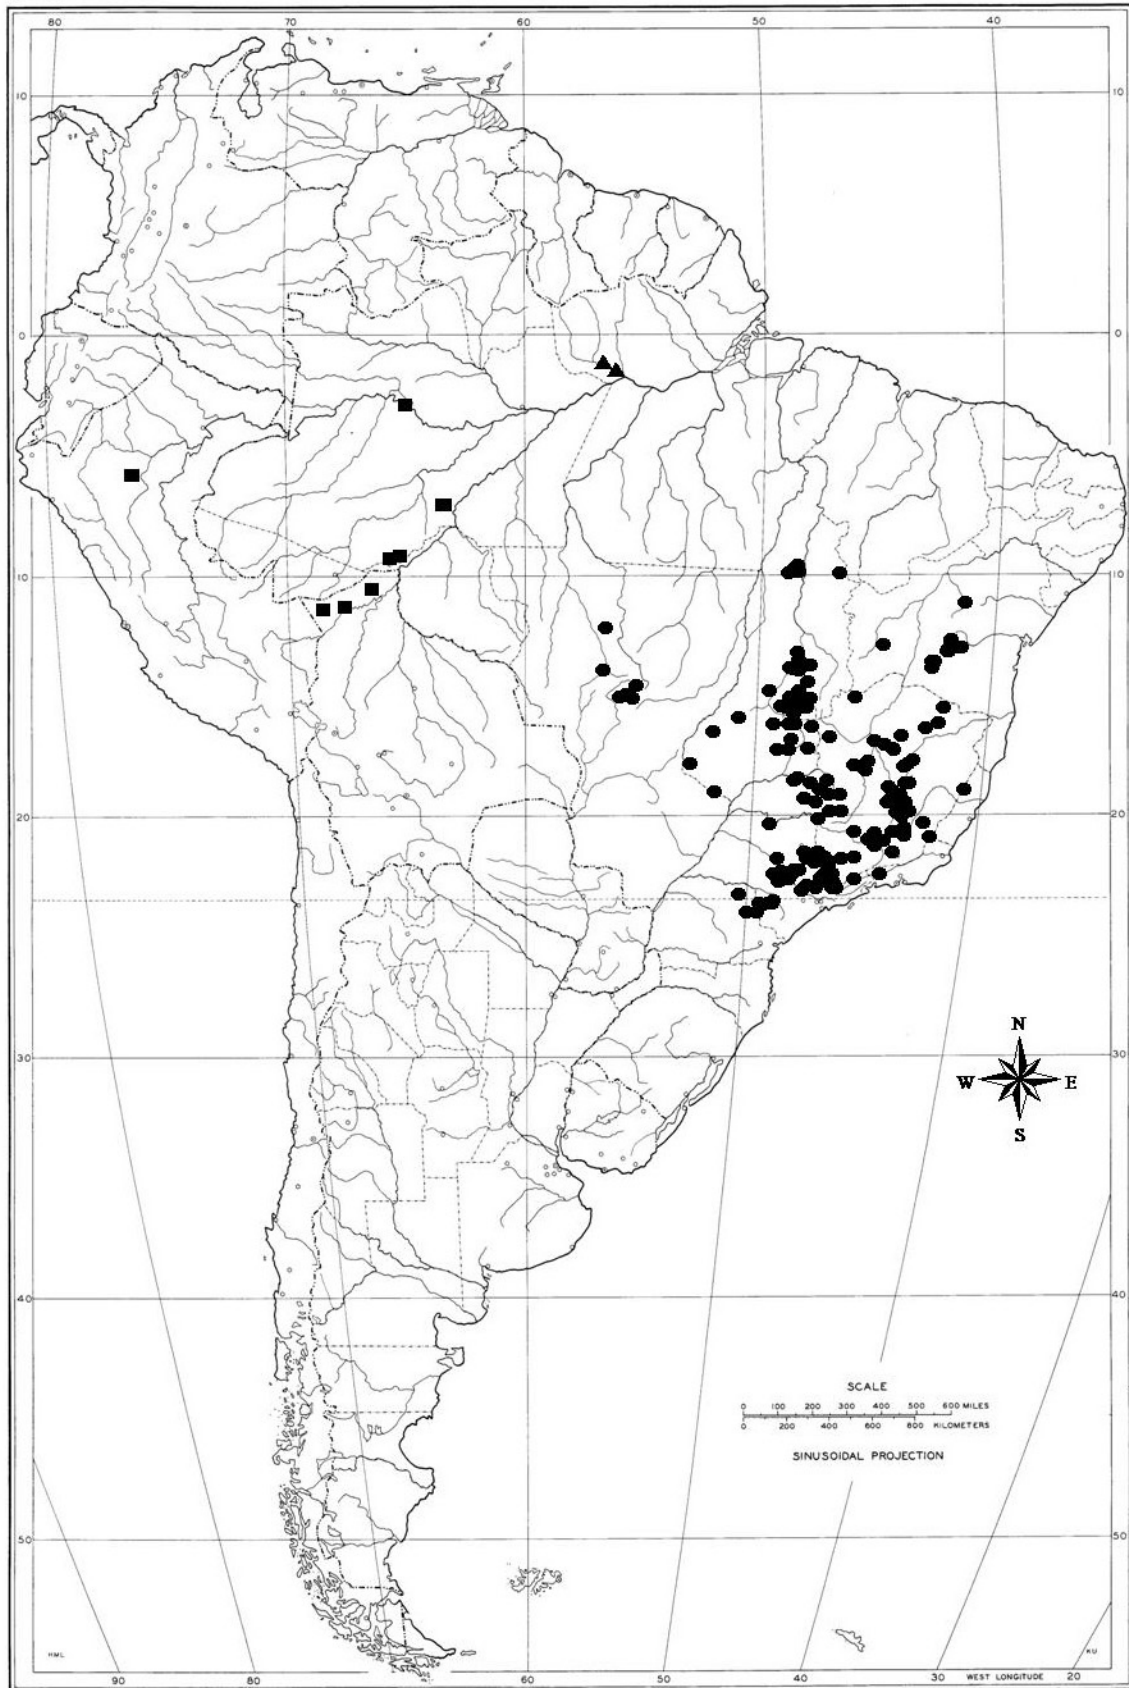 80 70 60 50 40
10 10
0 0
10 10
20 20
N
30 30
W E
S
40 40
SCALE
0 100 200 300 400 500 600 MILES
0 200 400 600 800 KILOMETERS
SINUSOIDAL PROJECTION
50 50
HML KU
90 80 70 60 50 40 30 WEST LONGITUDE 20